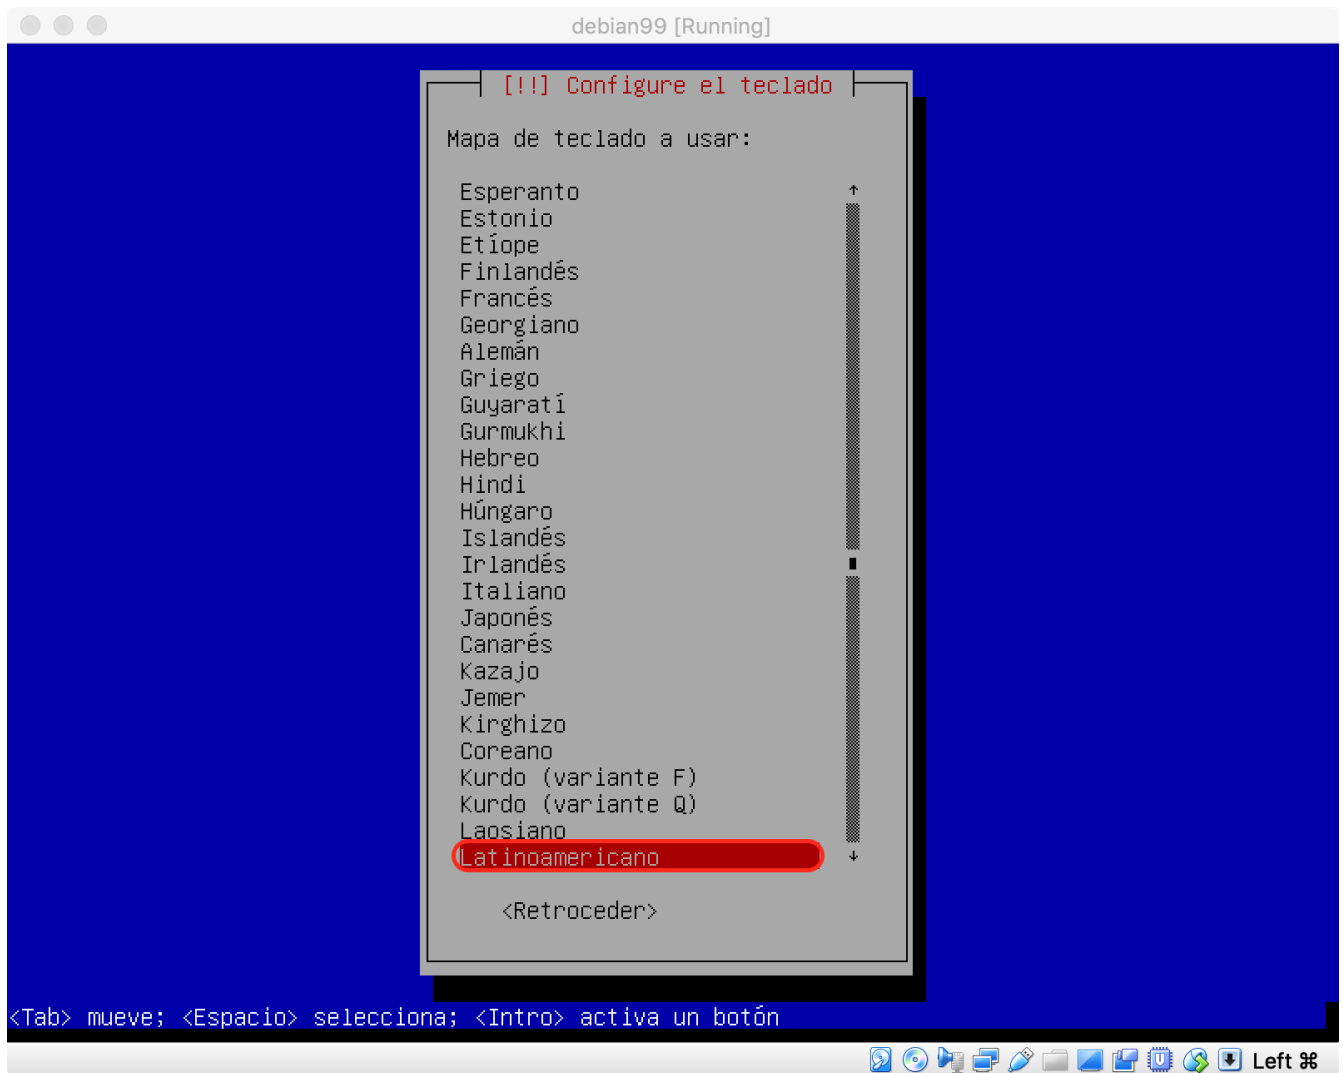 debian99 [Running]
[!!] Configure el teclado
Mapa de teclado a usar:
Esperanto
Estonio
Etíope
Finlandés
Francés
Georgiano
Alemán
Griego
Guyaratí
Gurmukhi
Hebreo
Hindi
Húngaro
Islandés
Irlandés
Italiano
Japonés
Canarés
Kazajo
Jemer
Kirghizo
Coreano
Kurdo (variante F)
Kurdo (variante Q)
Laosiano
Latinoamericano
<Retroceder>
<Tab> mueve; <Espacio> selecciona; <Intro> activa un botón
Left ⌘